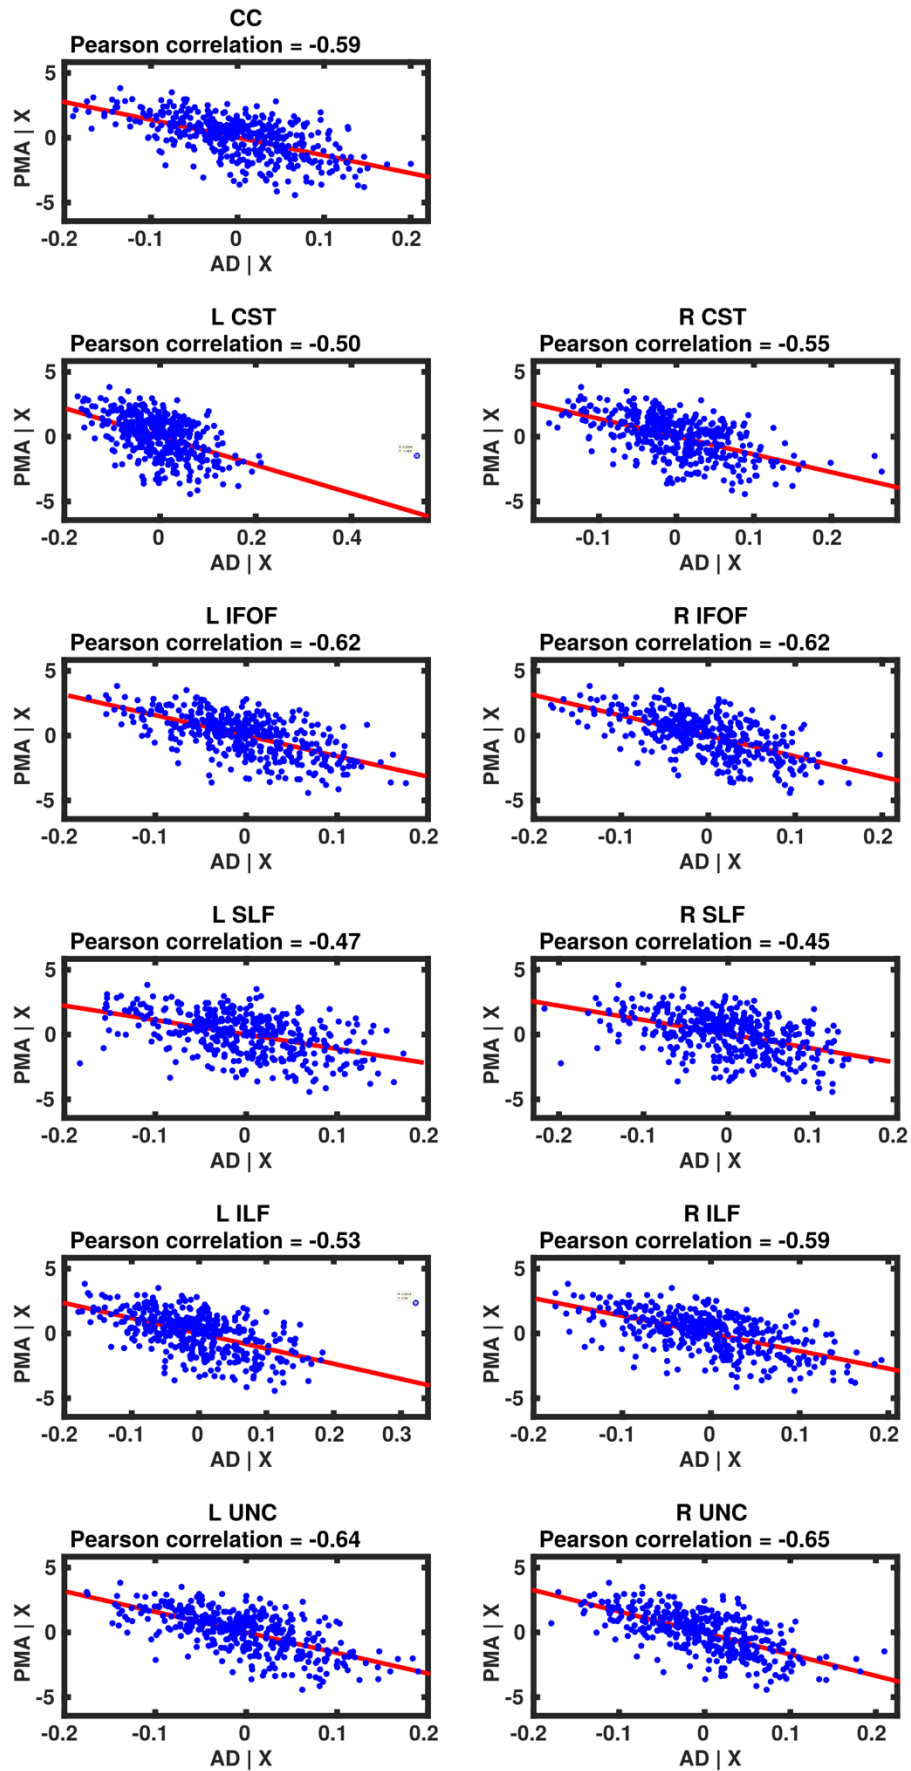 CC
Pearson correlation = -0.59
5
0
-5
PMA | X
-0.2 -0.1 0 0.1 0.2
AD | X
L CST
Pearson correlation = -0.50
5
0
-5
PMA | X
-0.2 0 0.2 0.4
AD | X
R CST
Pearson correlation = -0.55
5
0
-5
PMA | X
-0.1 0 0.1 0.2
AD | X
L IFOF
Pearson correlation = -0.62
5
0
-5
PMA | X
-0.2 -0.1 0 0.1 0.2
AD | X
R IFOF
Pearson correlation = -0.62
5
0
-5
PMA | X
-0.2 -0.1 0 0.1 0.2
AD | X
L SLF
Pearson correlation = -0.47
5
0
-5
PMA | X
-0.2 -0.1 0 0.1 0.2
AD | X
R SLF
Pearson correlation = -0.45
5
0
-5
PMA | X
-0.2 -0.1 0 0.1 0.2
AD | X
L ILF
Pearson correlation = -0.53
5
0
-5
PMA | X
-0.2 -0.1 0 0.1 0.2 0.3
AD | X
R ILF
Pearson correlation = -0.59
5
0
-5
PMA | X
-0.2 -0.1 0 0.1 0.2
AD | X
L UNC
Pearson correlation = -0.64
5
0
-5
PMA | X
-0.2 -0.1 0 0.1 0.2
AD | X
R UNC
Pearson correlation = -0.65
5
0
-5
PMA | X
-0.2 -0.1 0 0.1 0.2
AD | X